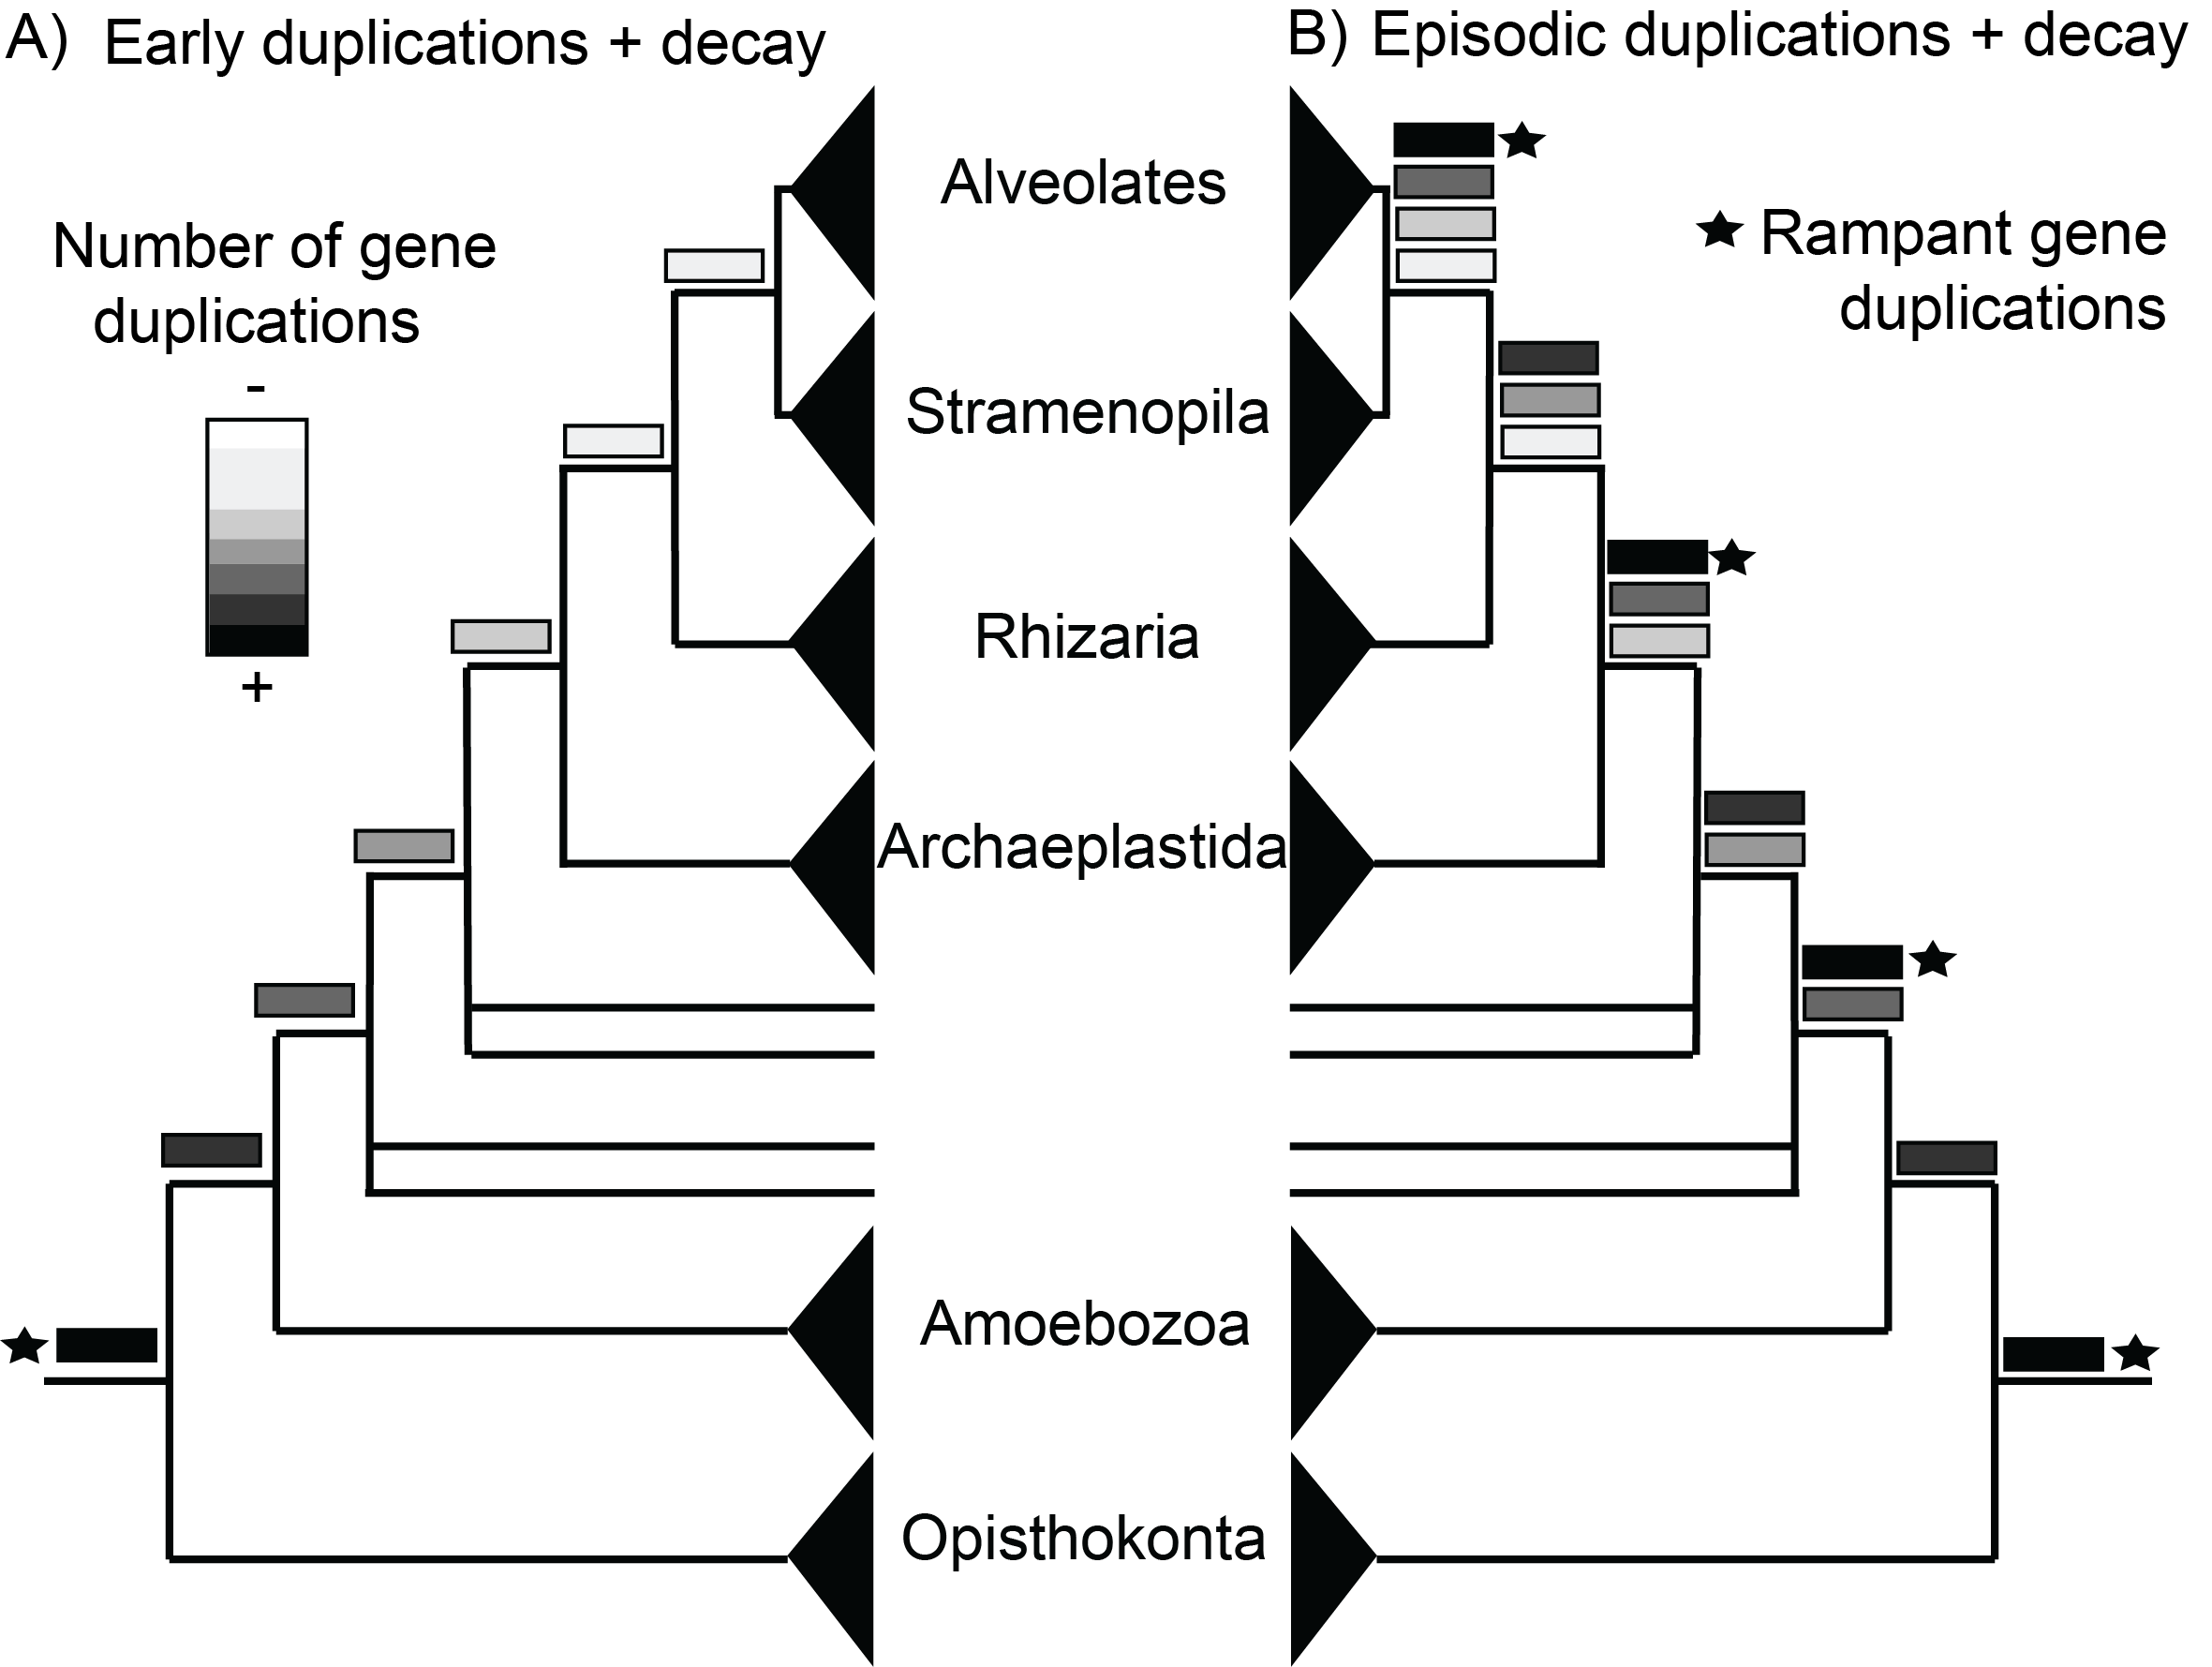 A) Early duplications + decay
B) Episodic duplications + decay
Number of gene
duplications
-
+
Alveolates
Stramenopila
Rhizaria
Archaeplastida
Amoebozoa
Opisthokonta
Rampant gene
duplications